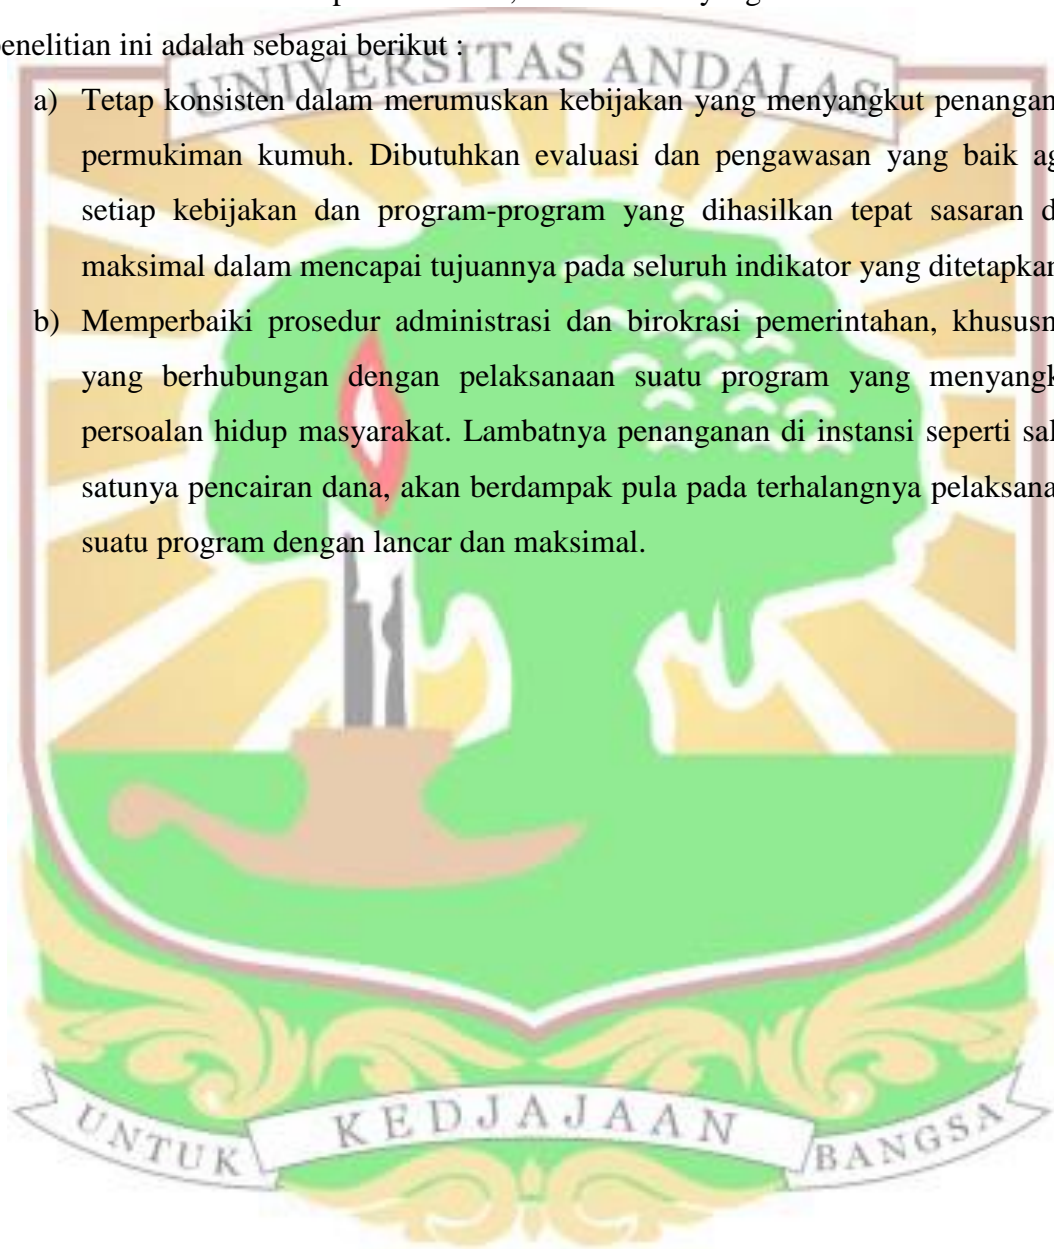 penelitian ini adalah sebagai berikut :
UNIVERSITAS ANDALAS
a) Tetap konsisten dalam merumuskan kebijakan yang menyangkut penangan
permukiman kumuh. Dibutuhkan evaluasi dan pengawasan yang baik ag
setiap kebijakan dan program-program yang dihasilkan tepat sasaran d
maksimal dalam mencapai tujuannya pada seluruh indikator yang ditetapkan
b) Memperbaiki prosedur administrasi dan birokrasi pemerintahan, khususn
yang berhubungan dengan pelaksanaan suatu program yang menyangk
persoalan hidup masyarakat. Lambatnya penanganan di instansi seperti sal
satunya pencairan dana, akan berdampak pula pada terhalangnya pelaksana
suatu program dengan lancar dan maksimal.
UNTUK KEDJAJAAN BANGSA